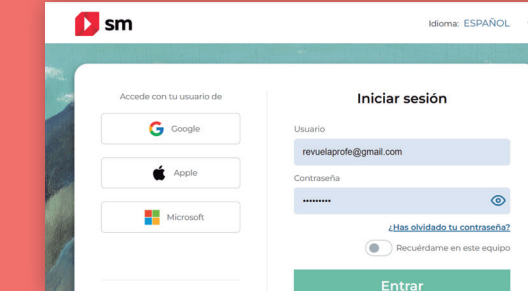 sm
Idioma: ESPAÑOL
Accede con tu usuario de
Google
Apple
Microsoft
Iniciar sesión
Usuario
revuelaprofe@gmail.com
Contraseña
•••••••••
¿Has olvidado tu contraseña?
Recuérdame en este equipo
Entrar